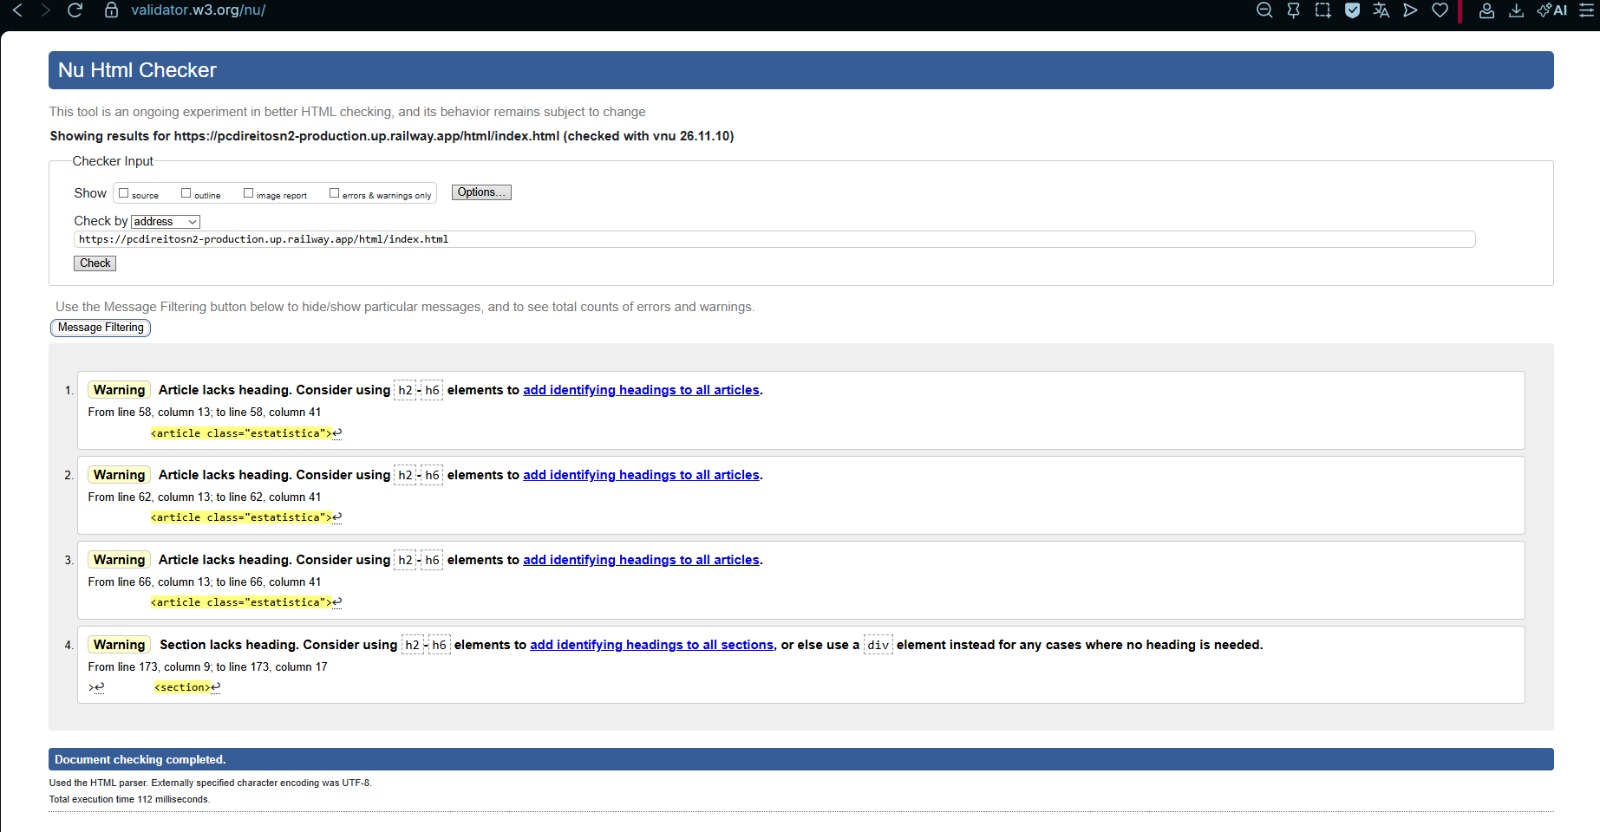 validator.w3.org/nu/
AI
Nu Html Checker
This tool is an ongoing experiment in better HTML checking, and its behavior remains subject to change
Showing results for https://pcdireitosn2-production.up.railway.app/html/index.html (checked with vnu 26.11.10)
Checker Input
Show source outline image report errors & warnings only Options...
Check by address
https://pcdireitosn2-production.up.railway.app/html/index.html
Check
Use the Message Filtering button below to hide/show particular messages, and to see total counts of errors and warnings.
Message Filtering
1. Warning Article lacks heading. Consider using h2-h6 elements to add identifying headings to all articles.
From line 58, column 13; to line 58, column 41
<article class="estatistica">↩
2. Warning Article lacks heading. Consider using h2-h6 elements to add identifying headings to all articles.
From line 62, column 13; to line 62, column 41
<article class="estatistica">↩
3. Warning Article lacks heading. Consider using h2-h6 elements to add identifying headings to all articles.
From line 66, column 13; to line 66, column 41
<article class="estatistica">↩
4. Warning Section lacks heading. Consider using h2-h6 elements to add identifying headings to all sections, or else use a div element instead for any cases where no heading is needed.
From line 173, column 9; to line 173, column 17
>↩ <section>↩
Document checking completed.
Used the HTML parser. Externally specified character encoding was UTF-8.
Total execution time 112 milliseconds.